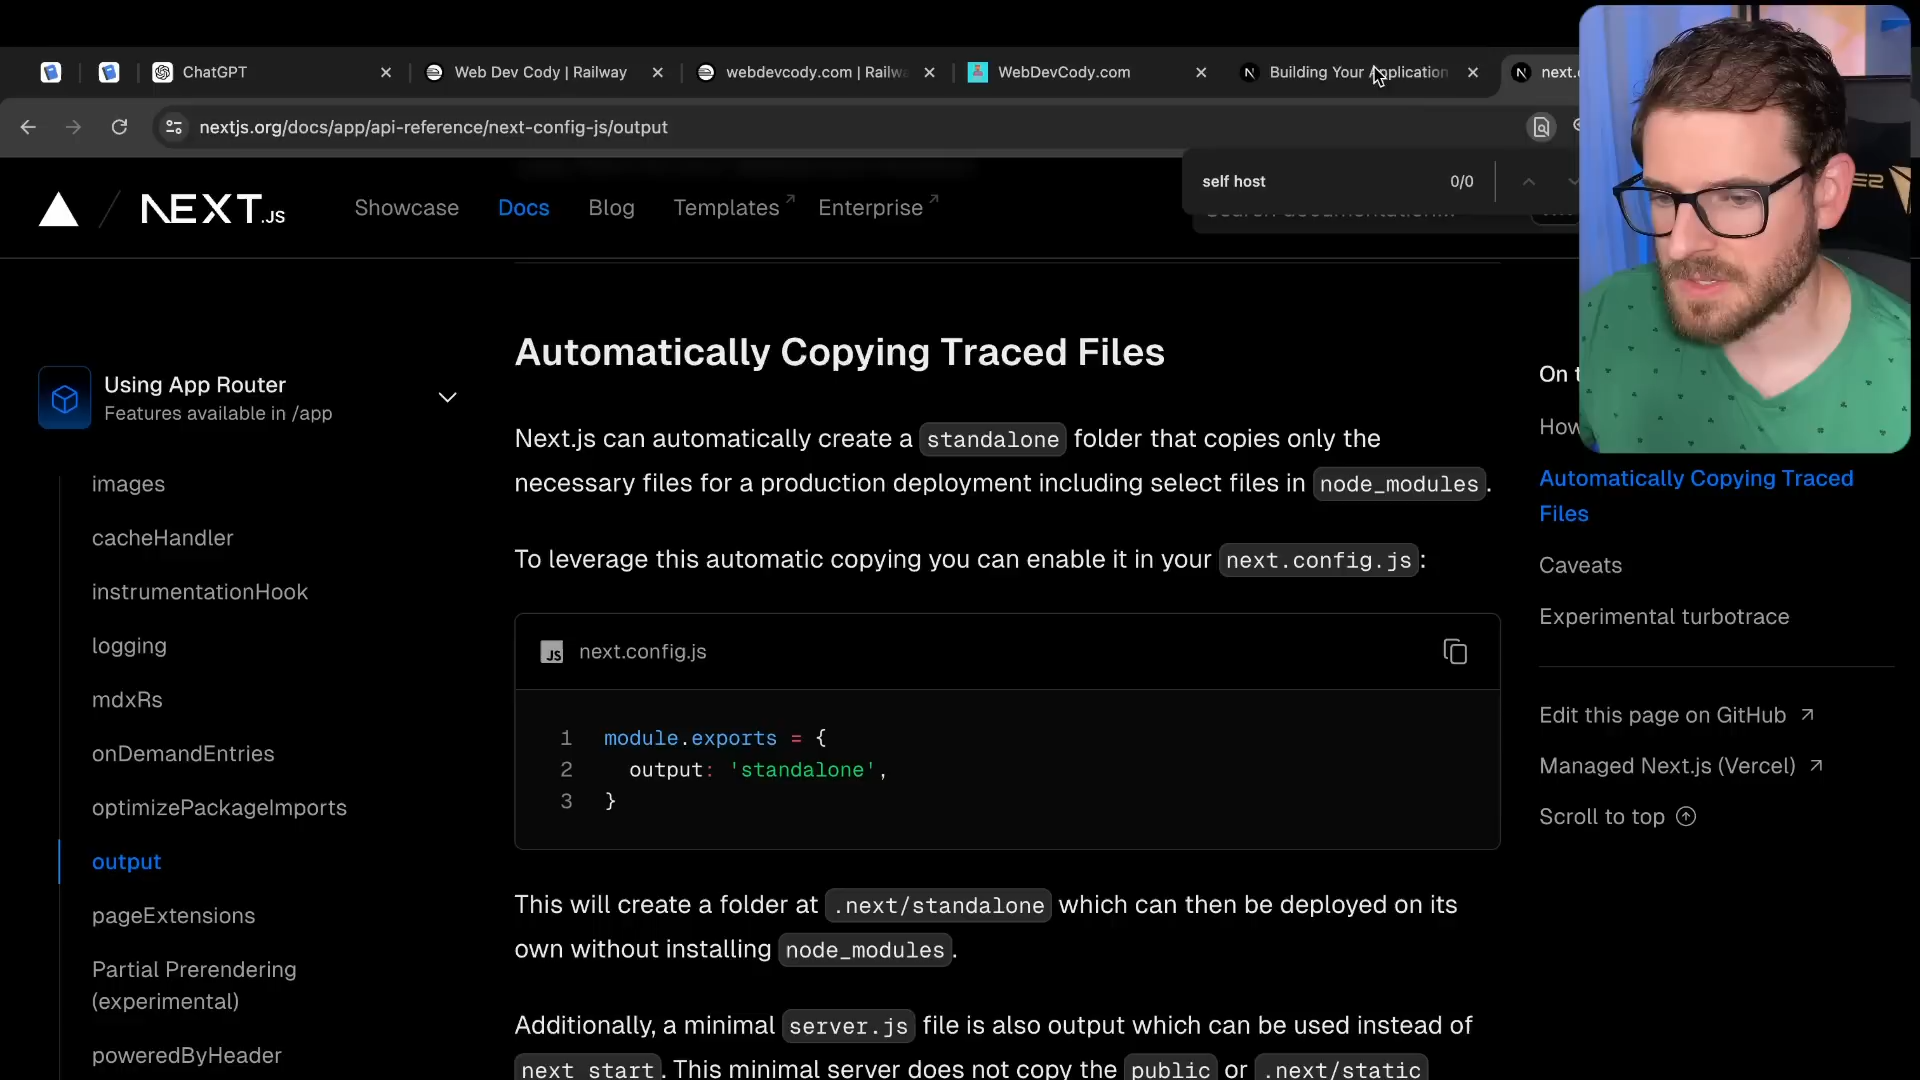 ChatGPT
Web Dev Cody | Railway
webdevcody.com | Railw
WebDevCody.com
Building Your Application
next.
nextjs.org/docs/app/api-reference/next-config-js/output
self host
0/0
NEXT.JS
Showcase
Docs
Blog
Templates
Enterprise
Using App Router
Features available in /app
images
cacheHandler
instrumentationHook
logging
mdxRs
onDemandEntries
optimizePackageImports
output
pageExtensions
Partial Prerendering
(experimental)
poweredByHeader
Automatically Copying Traced Files
Next.js can automatically create a standalone folder that copies only the
necessary files for a production deployment including select files in node_modules.
To leverage this automatic copying you can enable it in your next.config.js:
JS next.config.js
1 module.exports = {
2 output: 'standalone',
3 }
This will create a folder at .next/standalone which can then be deployed on its
own without installing node_modules.
Additionally, a minimal server.js file is also output which can be used instead of
next start. This minimal server does not copy the public or .next/static
On t
How
Automatically Copying Traced
Files
Caveats
Experimental turbotrace
Edit this page on GitHub
Managed Next.js (Vercel)
Scroll to top